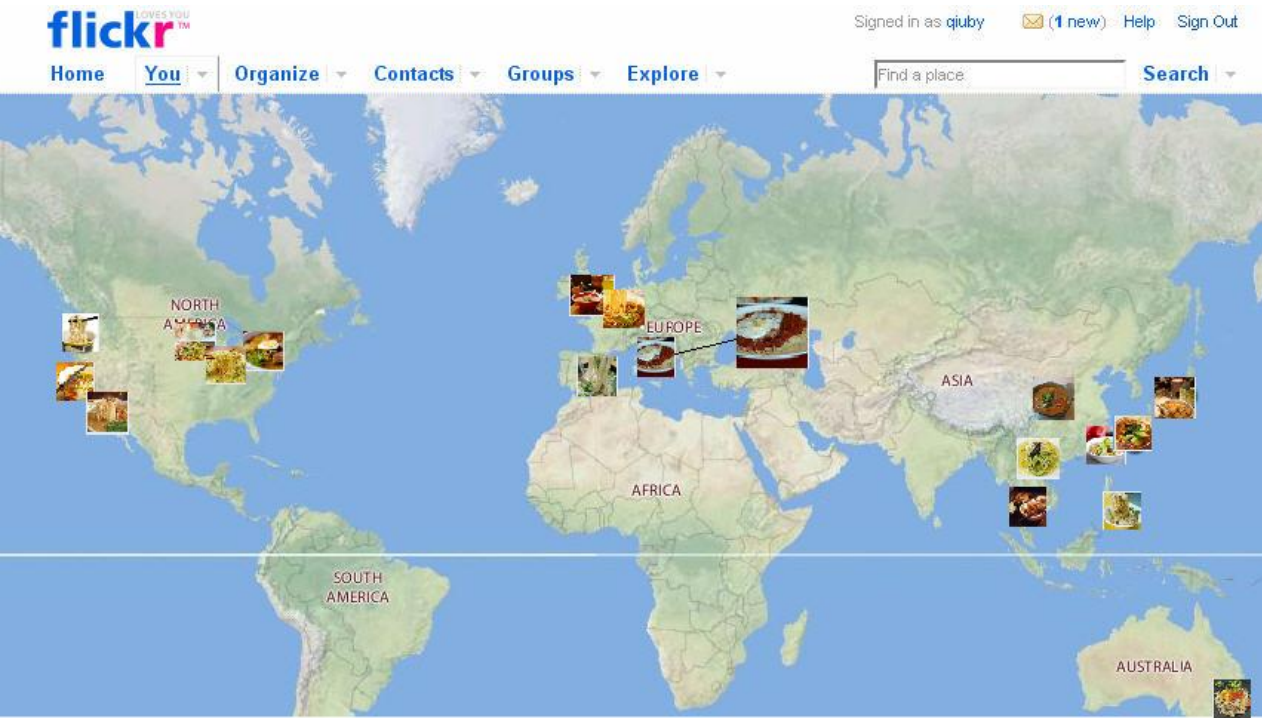 flickr LOVES YOU TM
Signed in as qiuby (1 new) Help Sign Out
Home You Organize Contacts Groups Explore Find a place Search
NORTH
AMERICA
EUROPE
ASIA
AFRICA
SOUTH
AMERICA
AUSTRALIA